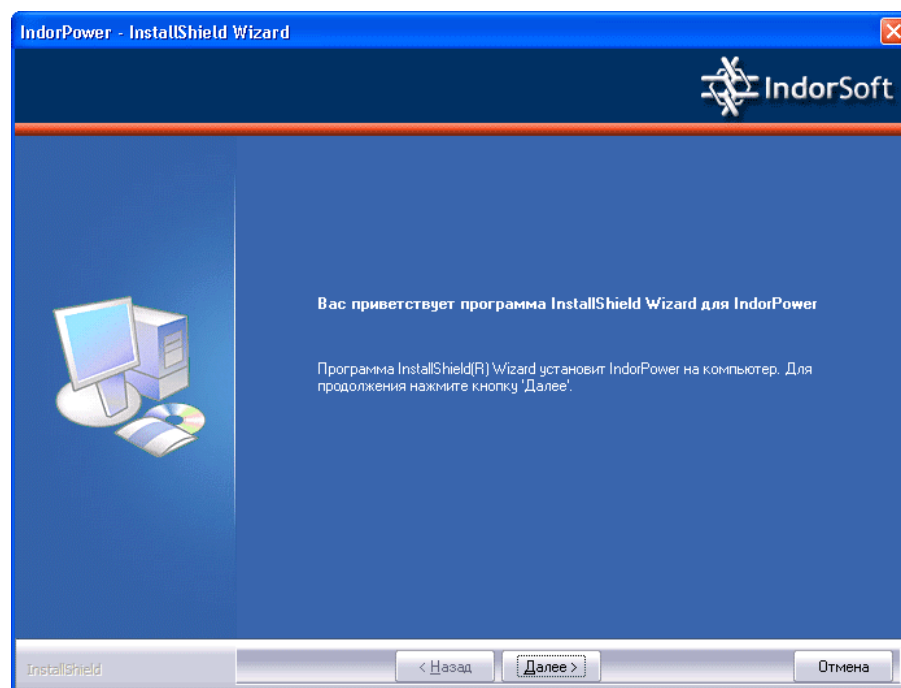 IndorPower - InstallShield Wizard
IndorSoft
Вас приветствует программа InstallShield Wizard для IndorPower
Программа InstallShield(R) Wizard установит IndorPower на компьютер. Для
продолжения нажмите кнопку 'Далее'.
InstallShield
< Назад
Далее >
Отмена